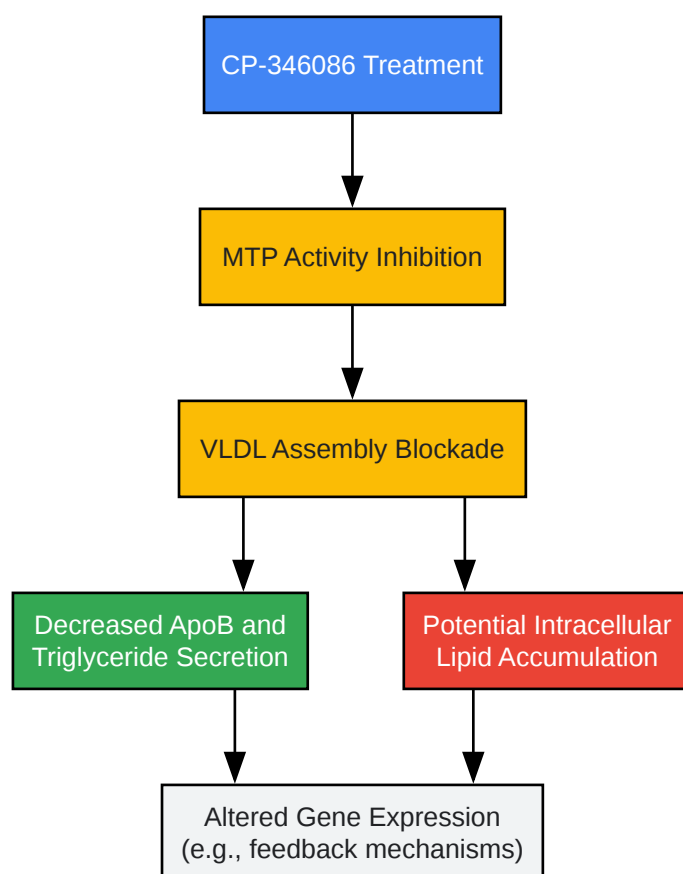 CP-346086 Treatment
MTP Activity Inhibition
VLDL Assembly Blockade
Decreased ApoB and
Triglyceride Secretion
Potential Intracellular
Lipid Accumulation
Altered Gene Expression
(e.g., feedback mechanisms)